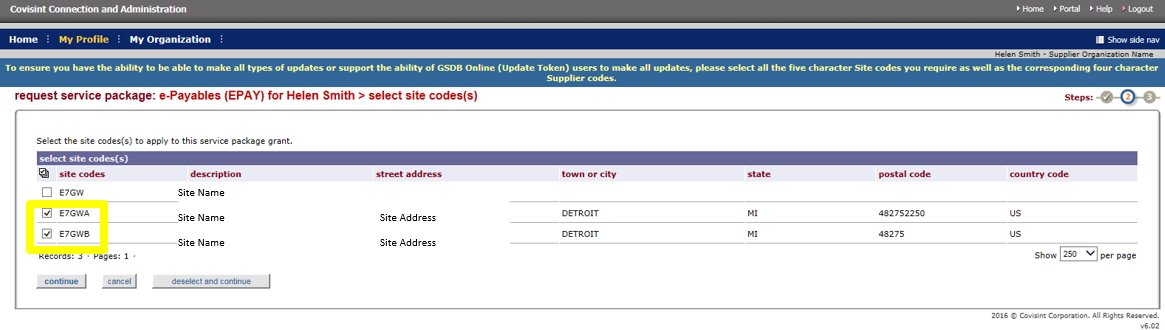 Covisint Connection and Administration
Home Portal Help Logout
Home My Profile My Organization
Show side nav
Helen Smith - Supplier Organization Name
To ensure you have the ability to be able to make all types of updates or support the ability of GSDB Online (Update Token) users to make all updates, please select all the five character Site codes you require as well as the corresponding four character
Supplier codes.
request service package: e-Payables (EPAY) for Helen Smith > select site codes(s)
Steps: 2 3
Select the site codes(s) to apply to this service package grant.
select site codes(s)
site codes description street address town or city state postal code country code
E7GW Site Name
E7GWA Site Name Site Address DETROIT MI 482752250 US
E7GWB Site Name Site Address DETROIT MI 48275 US
Records: 3 · Pages: 1 ·
Show 250 per page
continue cancel deselect and continue
2016 © Covisint Corporation. All Rights Reserved.
v6.02